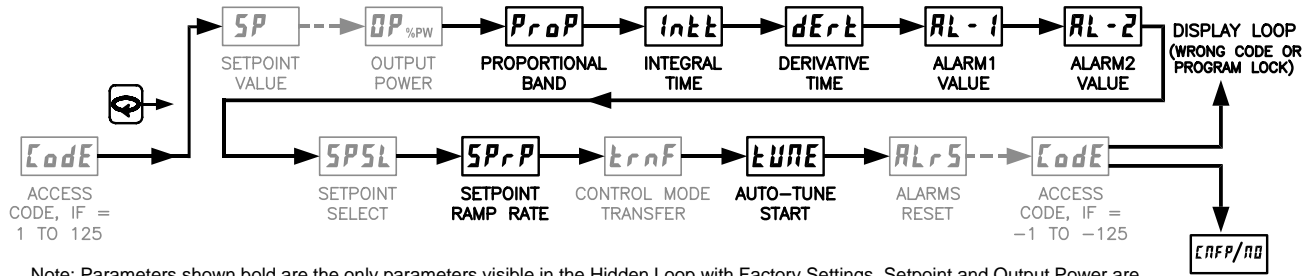 SP
SETPOINT
VALUE
OP %PW
OUTPUT
POWER
ProP
PROPORTIONAL
BAND
Intt
INTEGRAL
TIME
dErt
DERIVATIVE
TIME
AL-1
ALARM1
VALUE
AL-2
ALARM2
VALUE
DISPLAY LOOP
(WRONG CODE OR
PROGRAM LOCK)
CodE
ACCESS
CODE, IF =
1 TO 125
SPSL
SETPOINT
SELECT
SPrP
SETPOINT
RAMP RATE
trnF
CONTROL MODE
TRANSFER
tUNE
AUTO-TUNE
START
ALrS
ALARMS
RESET
CodE
ACCESS
CODE, IF =
-1 TO -125
CNFP/NO
Note: Parameters shown bold are the only parameters visible in the Hidden Loop with Factory Settings. Setpoint and Output Power are